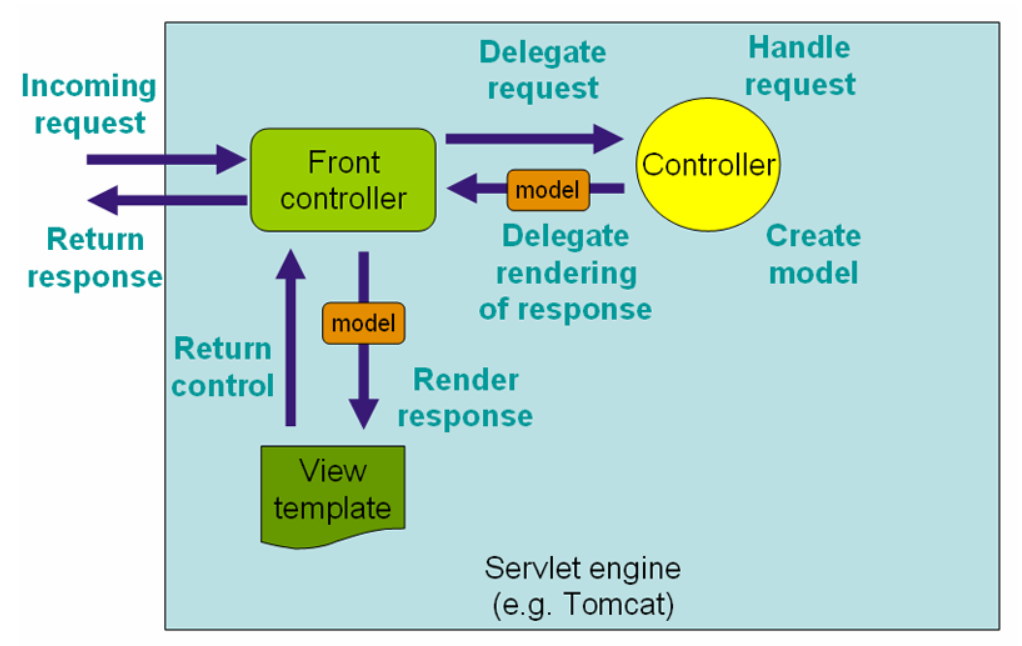 Incoming
request
Return
response
Front
controller
Delegate
request
Handle
request
Controller
model
Delegate
rendering
of response
Create
model
Return
control
model
Render
response
View
template
Servlet engine
(e.g. Tomcat)